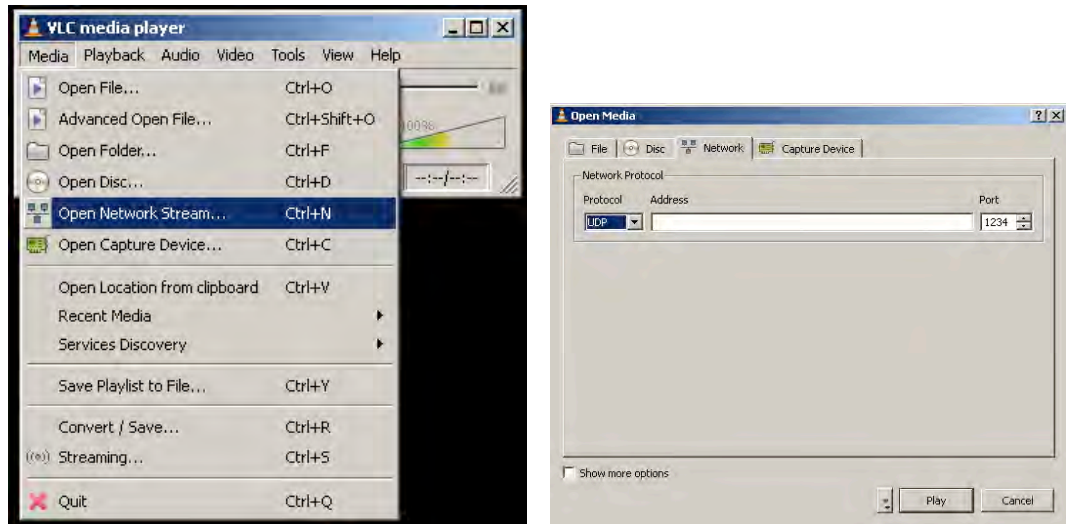 VLC media player
Media Playback Audio Video Tools View Help
Open File... Ctrl+O
Advanced Open File... Ctrl+Shift+O
Open Folder... Ctrl+F
Open Disc... Ctrl+D
Open Network Stream... Ctrl+N
Open Capture Device... Ctrl+C
Open Location from clipboard Ctrl+V
Recent Media
Services Discovery
Save Playlist to File... Ctrl+Y
Convert / Save... Ctrl+R
Streaming... Ctrl+S
Quit Ctrl+Q
100%
--:--/--:--
Open Media
File Disc Network Capture Device
Network Protocol
Protocol Address Port
UDP 1234
Show more options
Play Cancel